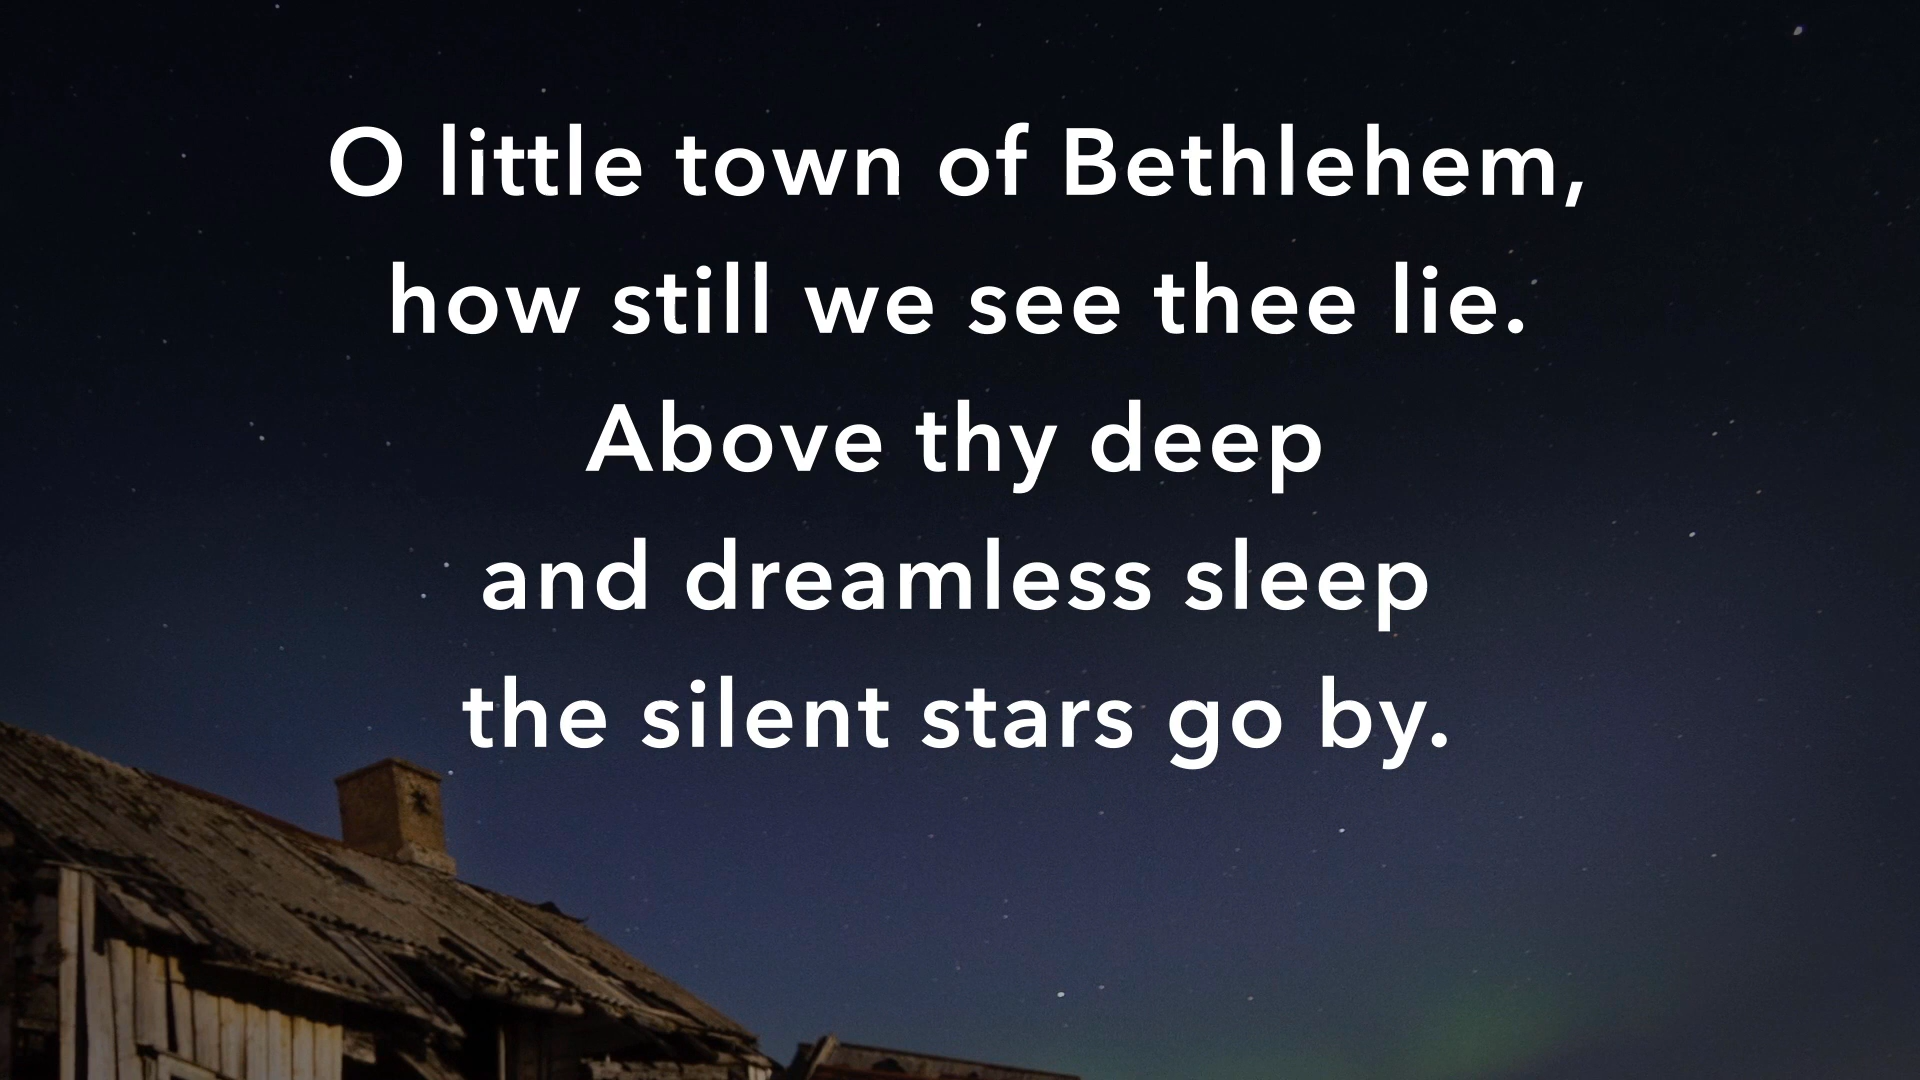 O little town of Bethlehem,
how still we see thee lie.
Above thy deep
and dreamless sleep
the silent stars go by.